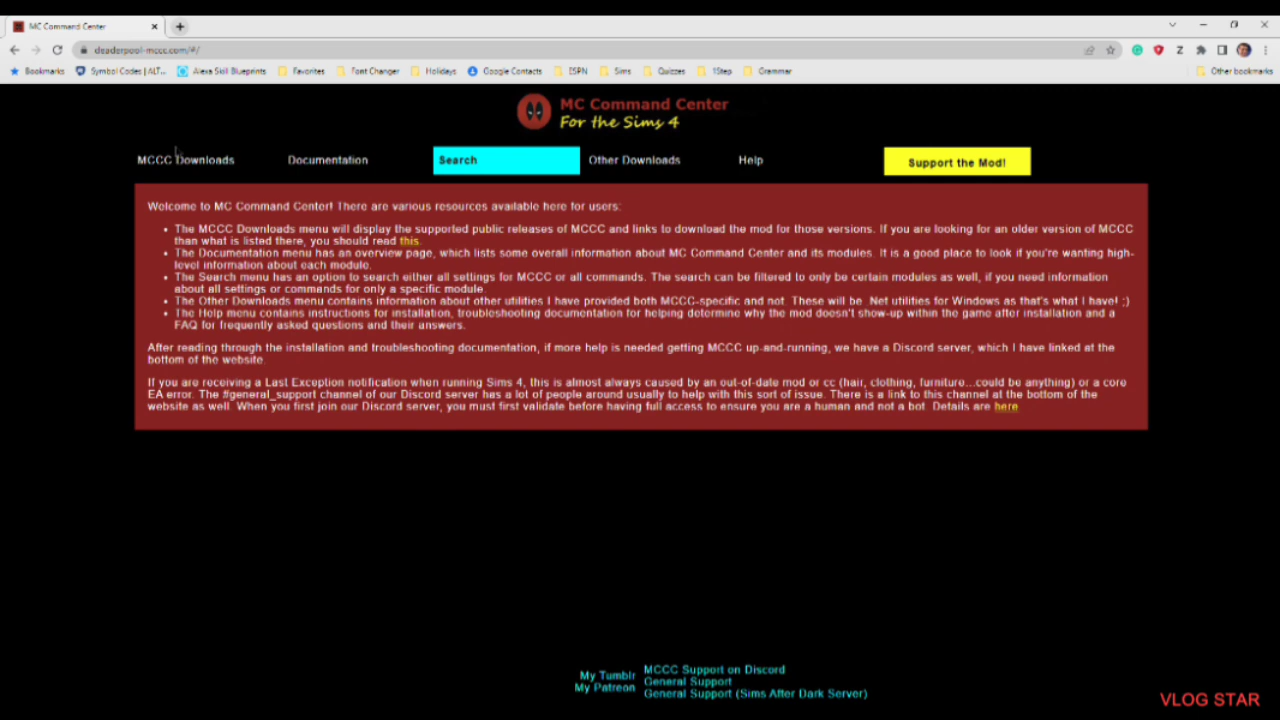 MC Command Center
deaderpool-mccc.com/#/
Bookmarks Symbol Codes | ALT... Alexa Skill Blueprints Favorites Font Changer Holidays Google Contacts ESPN Sims Quizzes 1Step Grammar Other bookmarks
MC Command Center
For the Sims 4
MCCC Downloads Documentation Search Other Downloads Help Support the Mod!
Welcome to MC Command Center! There are various resources available here for users:
• The MCCC Downloads menu will display the supported public releases of MCCC and links to download the mod for those versions. If you are looking for an older version of MCCC
than what is listed there, you should read this.
• The Documentation menu has an overview page, which lists some overall information about MC Command Center and its modules. It is a good place to look if you're wanting high-
level information about each module.
• The Search menu has an option to search either all settings for MCCC or all commands. The search can be filtered to only be certain modules as well, if you need information
about all settings or commands for only a specific module.
• The Other Downloads menu contains information about other utilities I have provided both MCCC-specific and not. These will be .Net utilities for Windows as that's what I have! ;)
• The Help menu contains instructions for installation, troubleshooting documentation for helping determine why the mod doesn't show-up within the game after installation and a
FAQ for frequently asked questions and their answers.
After reading through the installation and troubleshooting documentation, if more help is needed getting MCCC up-and-running, we have a Discord server, which I have linked at the
bottom of the website.
If you are receiving a Last Exception notification when running Sims 4, this is almost always caused by an out-of-date mod or cc (hair, clothing, furniture...could be anything) or a core
EA error. The #general_support channel of our Discord server has a lot of people around usually to help with this sort of issue. There is a link to this channel at the bottom of the
website as well. When you first join our Discord server, you must first validate before having full access to ensure you are a human and not a bot. Details are here
My Tumblr
My Patreon
MCCC Support on Discord
General Support
General Support (Sims After Dark Server)
VLOG STAR